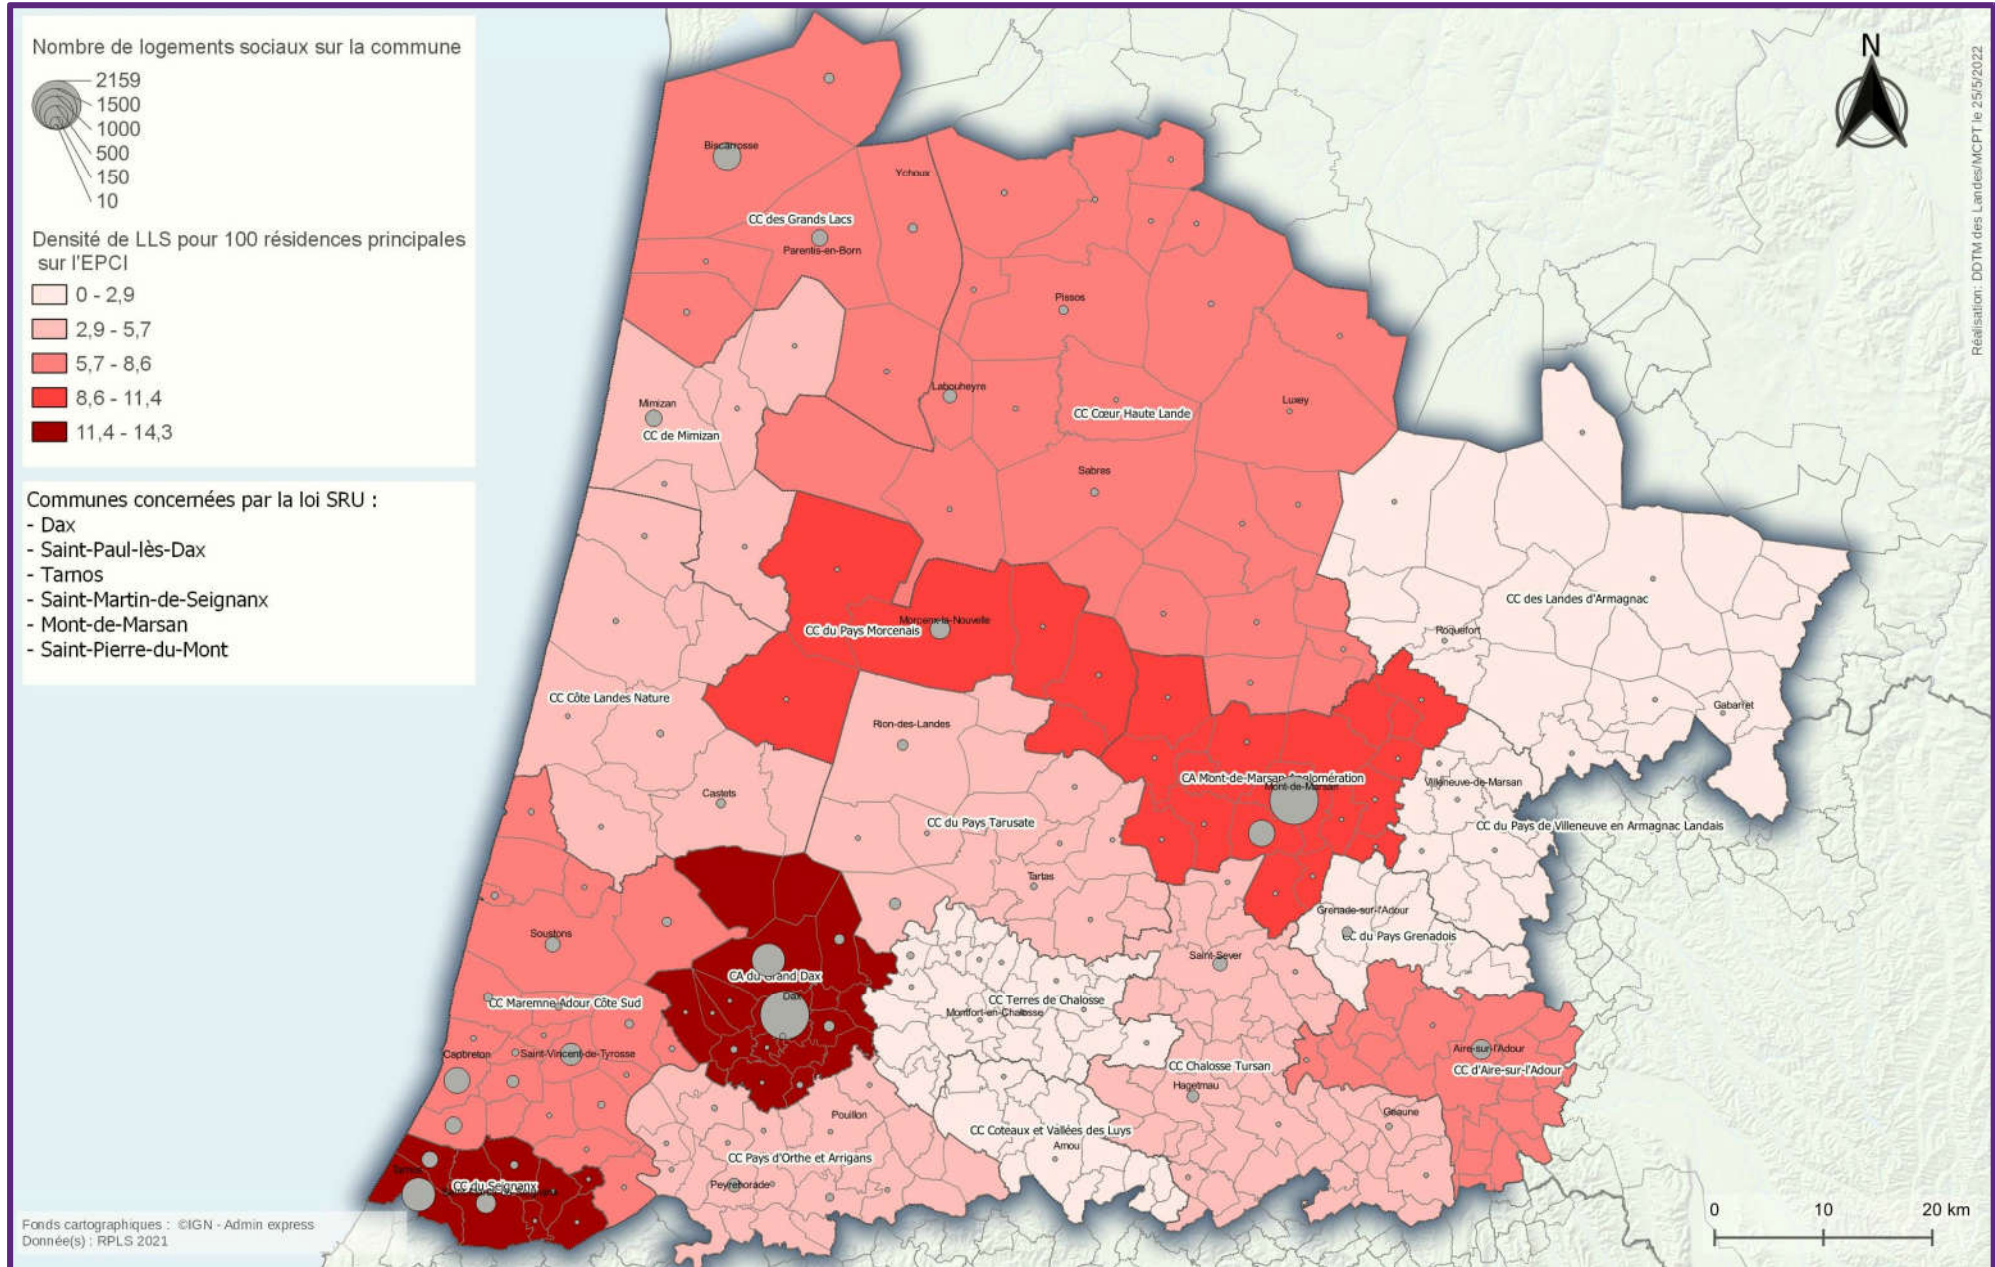 Nombre de logements sociaux sur la commune
2159
1500
1000
500
150
10
Densité de LLS pour 100 résidences principales
sur l'EPCI
0 - 2,9
2,9 - 5,7
5,7 - 8,6
8,6 - 11,4
11,4 - 14,3
Communes concernées par la loi SRU :
- Dax
- Saint-Paul-lès-Dax
- Tarnos
- Saint-Martin-de-Seignanx
- Mont-de-Marsan
- Saint-Pierre-du-Mont
N
Réalisation: DDTM des Landes/MCPT le 25/5/2022
Biscarrosse
Ychoux
CC des Grands Lacs
Parentis-en-Born
Pissos
Labouheyre
Mimizan
CC de Mimizan
CC Cœur Haute Lande
Luxey
Sabres
CC des Landes d'Armagnac
Morcenx-la-Nouvelle
CC du Pays Morcenais
Roquefort
CC Côte Landes Nature
Gabarret
Rion-des-Landes
CA Mont-de-Marsan Agglomération
Mont-de-Marsan
Villeneuve-de-Marsan
Castets
CC du Pays Tarusate
CC du Pays de Villeneuve en Armagnac Landais
Tartas
Grenade-sur-l'Adour
CC du Pays Grenadois
Soustons
Saint-Sever
CA du Grand Dax
Dax
CC Maremne Adour Côte Sud
CC Terres de Chalosse
Montfort-en-Chalosse
Capbreton
Saint-Vincent-de-Tyrosse
Aire-sur-l'Adour
CC Chalosse Tursan
CC d'Aire-sur-l'Adour
Hagetmau
Pouillon
Geaune
CC Coteaux et Vallées des Luys
Amou
CC Pays d'Orthe et Arrigans
Tarnos
CC du Seignanx
Peyrehorade
0 10 20 km
Fonds cartographiques : ©IGN - Admin express
Donnée(s) : RPLS 2021